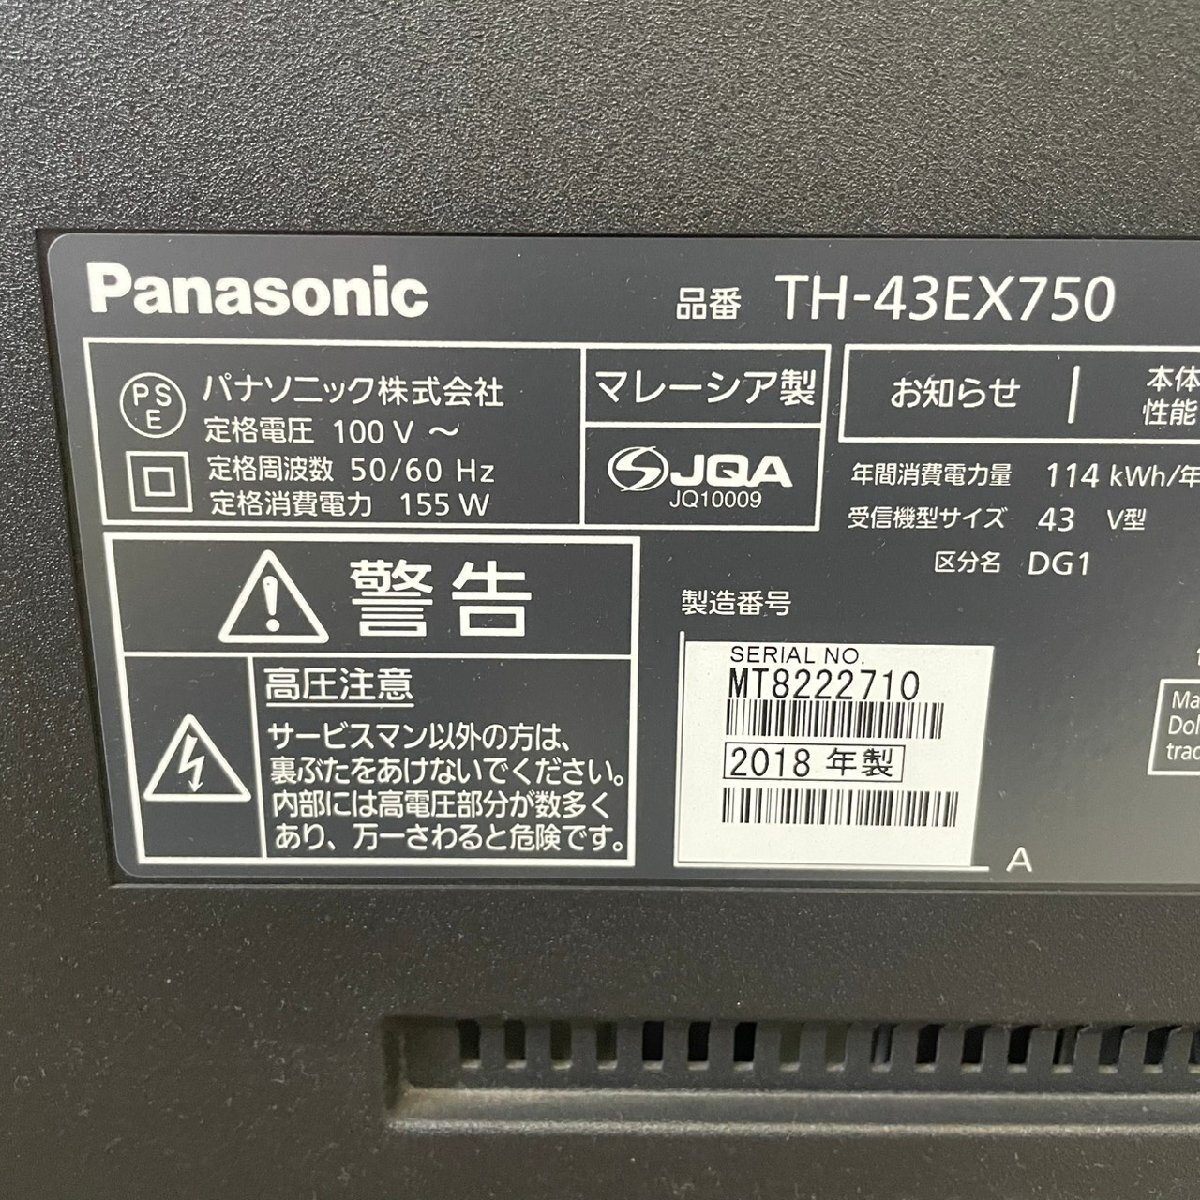 Panasonic
品番 TH-43EX750
PS
E
パナソニック株式会社
定格電圧 100 V ～
定格周波数 50/60 Hz
定格消費電力 155 W
マレーシア製
JQA
JQ10009
お知らせ
本体
性能
年間消費電力量 114 kWh/年
受信機型サイズ 43 V型
区分名 DG1
警告
高圧注意
サービスマン以外の方は、
裏ぶたをあけないでください。
内部には高電圧部分が数多く
あり、万一さわると危険です。
製造番号
SERIAL NO.
MT8222710
2018 年製
A
Ma
Dol
trad